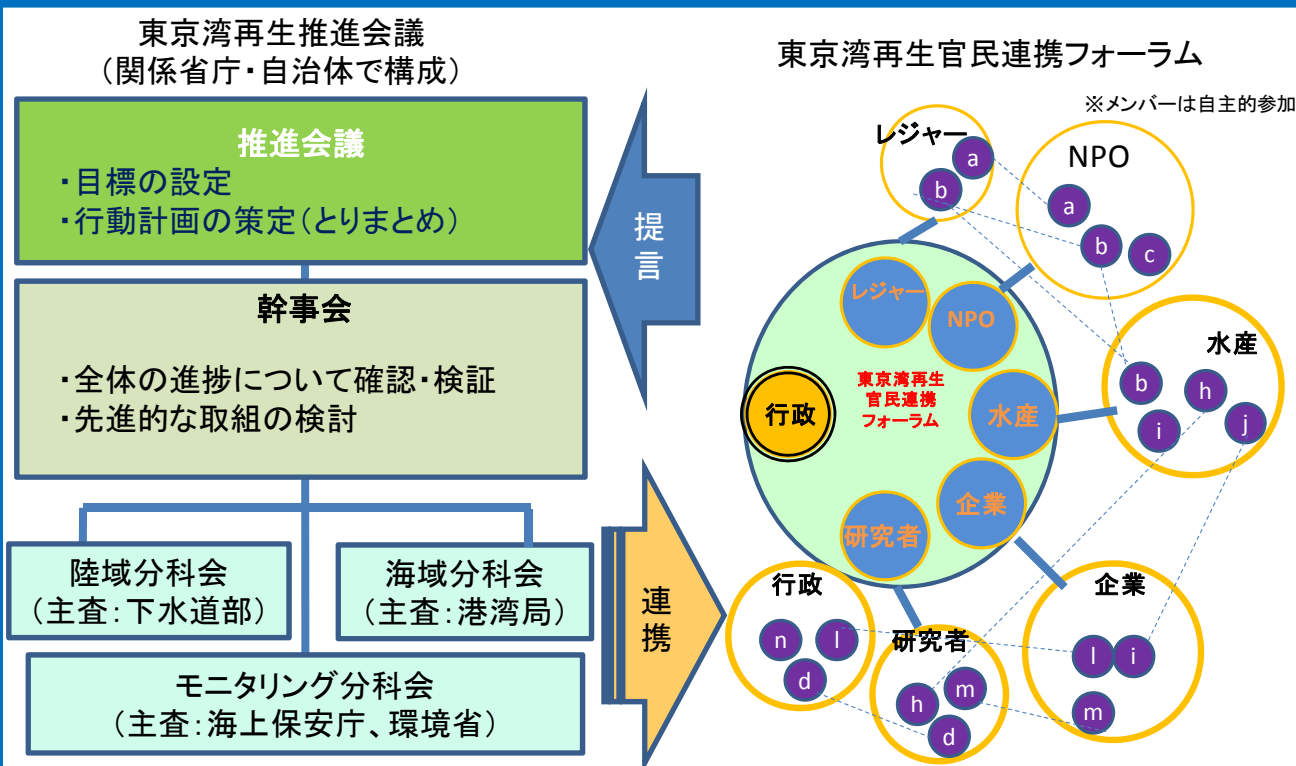 東京湾再生推進会議
（関係省庁・自治体で構成）
推進会議
・目標の設定
・行動計画の策定（とりまとめ）
幹事会
・全体の進捗について確認・検証
・先進的な取組の検討
陸域分科会
（主査：下水道部）
海域分科会
（主査：港湾局）
モニタリング分科会
（主査：海上保安庁、環境省）
提言
連携
東京湾再生官民連携フォーラム
※メンバーは自主的参加
レジャー
a
b
NPO
a
b
c
水産
b
h
i
j
レジャー
NPO
水産
企業
研究者
行政
東京湾再生
官民連携
フォーラム
行政
n
l
d
研究者
h
m
d
企業
l
i
m